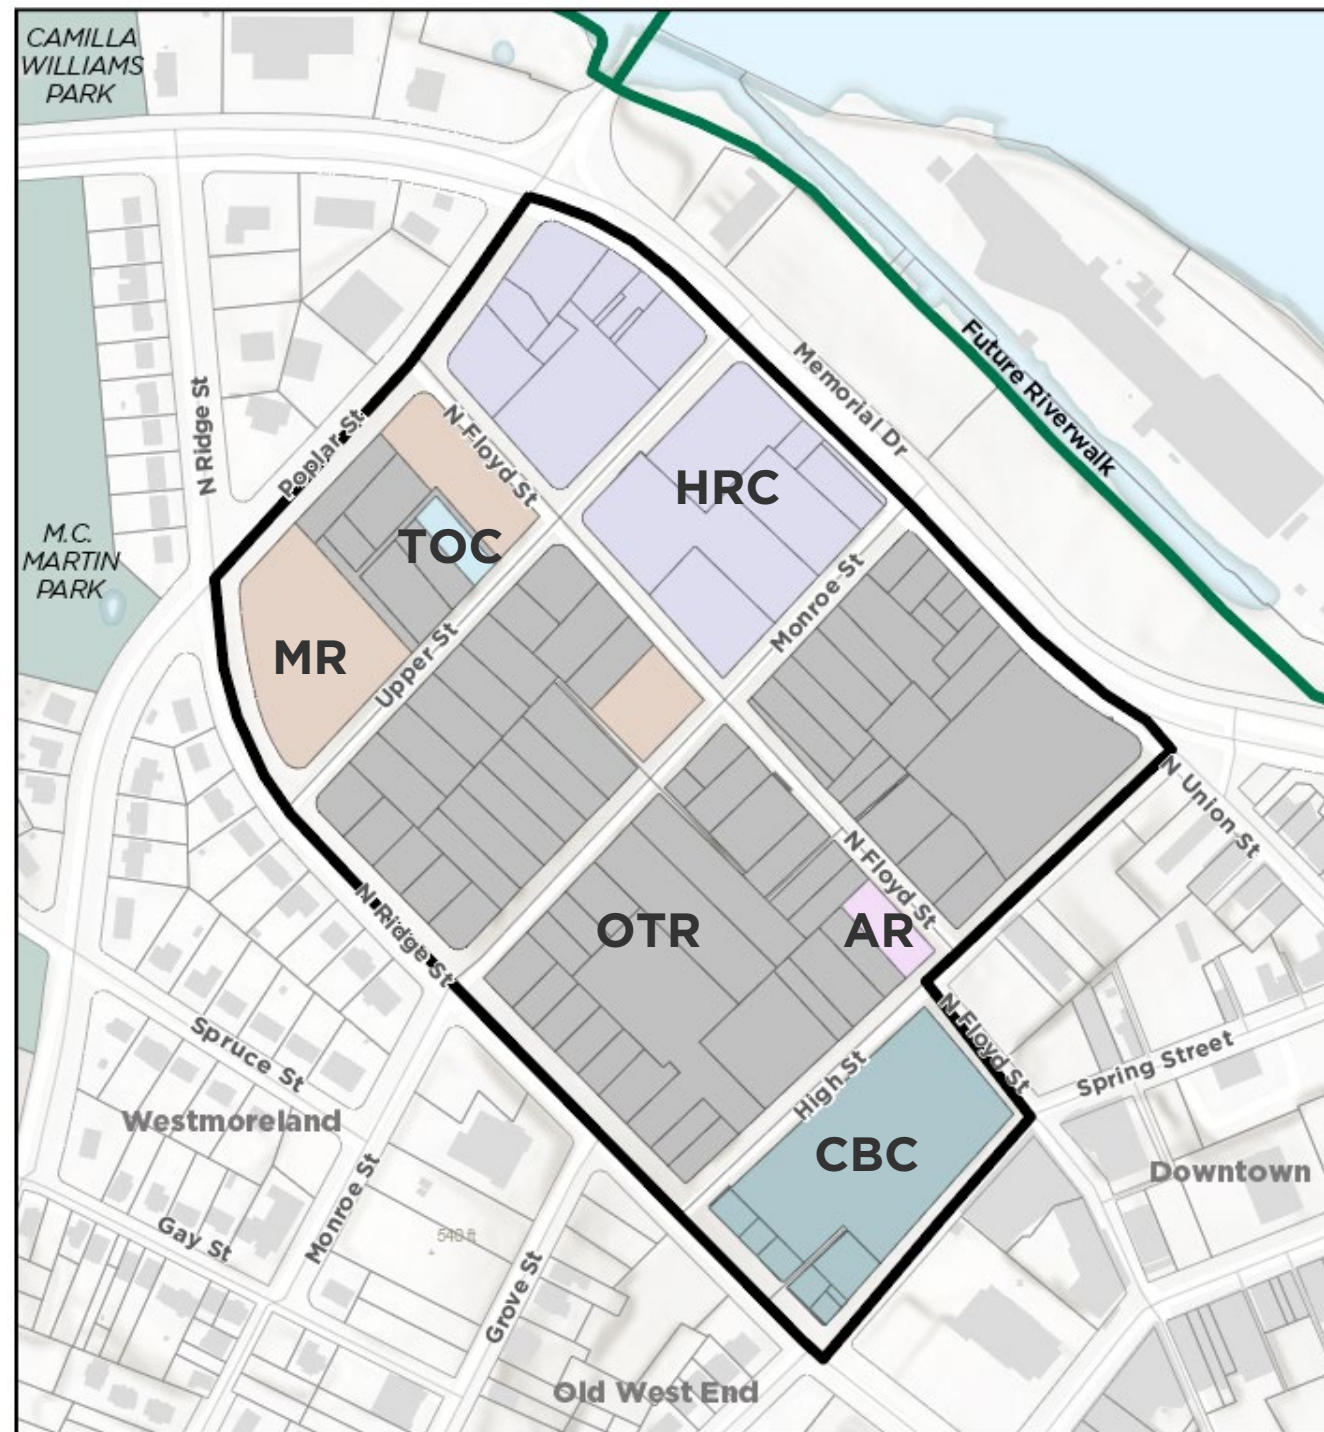 CAMILLA
WILLIAMS
PARK
Memorial Dr
Future Riverwalk
N Ridge St
Poplar St
N Floyd St
HRC
TOC
M.C.
MARTIN
PARK
Monroe St
MR
Upper St
N Union St
N Floyd St
OTR
AR
N Ridge St
N Floyd St
Spruce St
High St
Spring Street
Westmoreland
CBC
Downtown
Monroe St
Gay St
540 ft
Grove St
Old West End